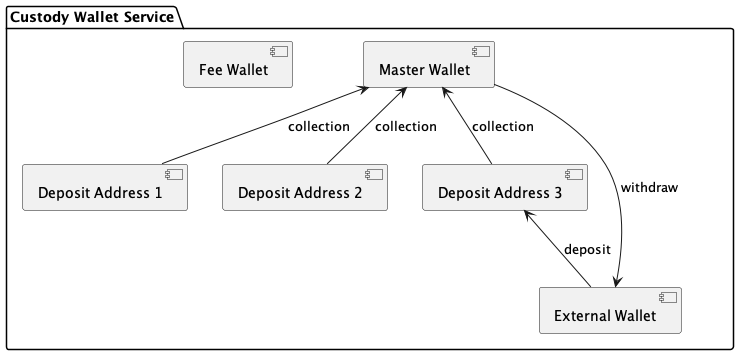 Custody Wallet Service
Fee Wallet
Master Wallet
collection
collection
collection
Deposit Address 1
Deposit Address 2
Deposit Address 3
withdraw
deposit
External Wallet